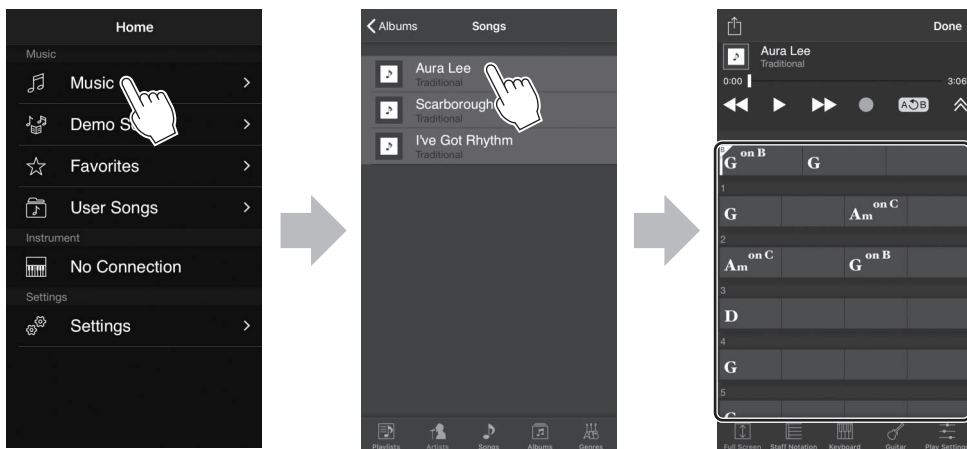 Home
Music
Music >
Demo S >
Favorites >
User Songs >
Instrument
No Connection
Settings
Settings >
Albums Songs
Aura Lee
Traditional
Scarborough
Traditional
I've Got Rhythm
Traditional
Playlists Artists Songs Albums Genres
Done
Aura Lee
Traditional
0:00 3:06
A B
B
G on B G
1
G Am on C
2
Am on C G on B
3
D
4
G
5
G
Full Screen Staff Notation Keyboard Guitar Play Setting